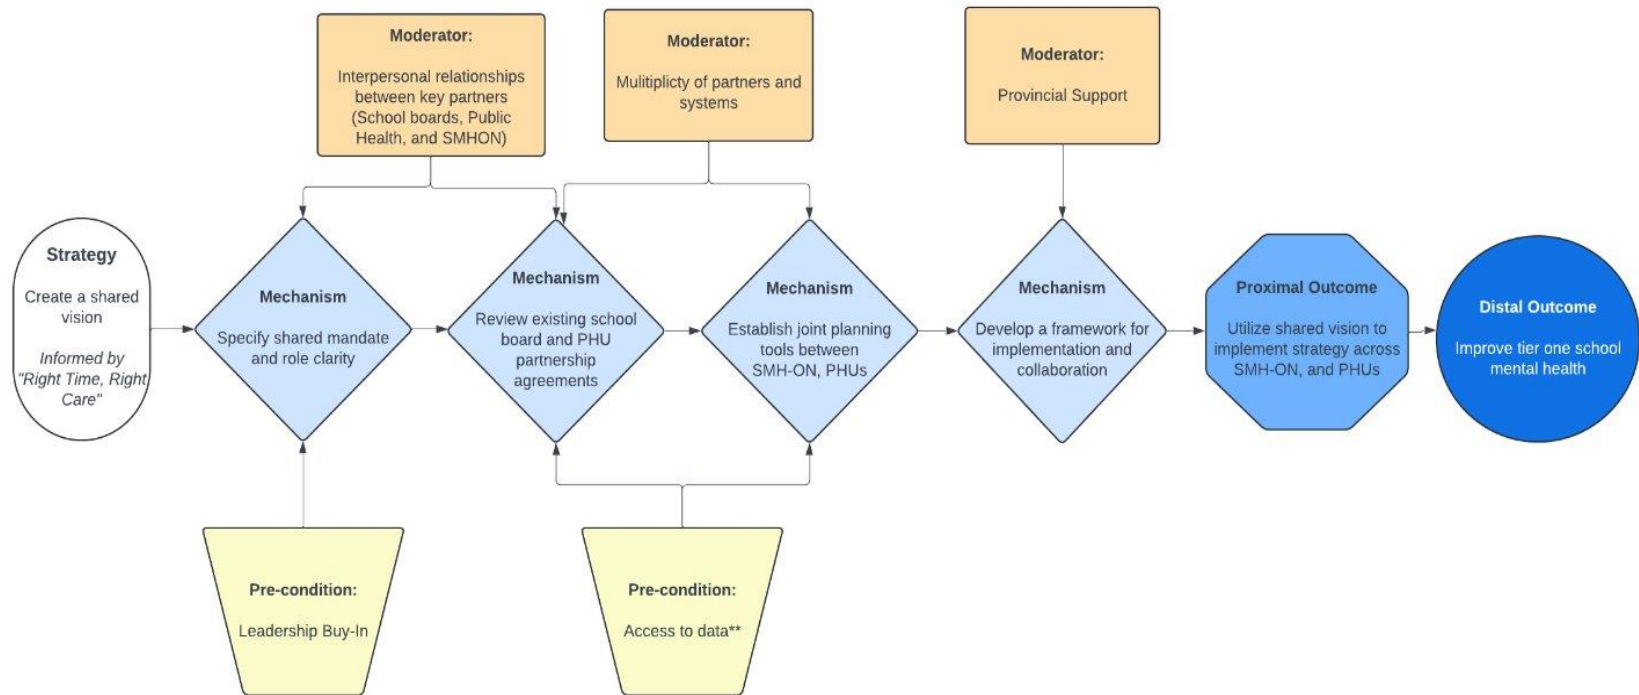 Moderator:
Interpersonal relationships
between key partners
(School boards, Public
Health, and SMHON)
Moderator:
Mulitiplicty of partners and
systems
Moderator:
Provincial Support
Strategy
Create a shared
vision
Informed by
"Right Time, Right
Care"
Mechanism
Specify shared mandate
and role clarity
Mechanism
Review existing school
board and PHU
partnership
agreements
Mechanism
Establish joint planning
tools between
SMH-ON, PHUs
Mechanism
Develop a framework for
implementation and
collaboration
Proximal Outcome
Utilize shared vision to
implement strategy across
SMH-ON, and PHUs
Distal Outcome
Improve tier one school
mental health
Pre-condition:
Leadership Buy-In
Pre-condition:
Access to data**